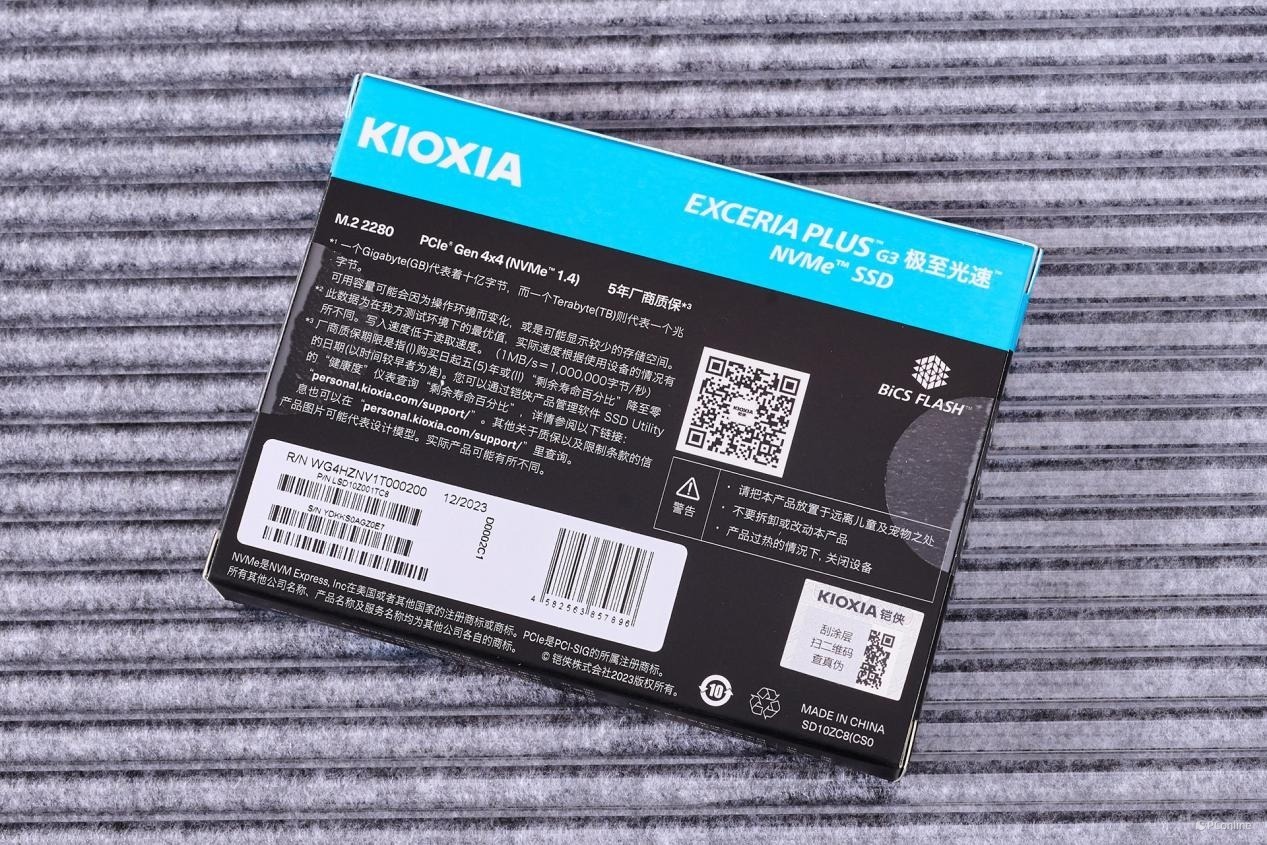 KIOXIA
EXCERIA PLUS™ G3 极至光速™
NVMe™ SSD
M.2 2280 PCIe® Gen 4x4 (NVMe™ 1.4) 5年厂商质保*3
*1 一个Gigabyte(GB)代表着十亿字节，而一个Terabyte(TB)则代表一个兆
字节。
可用容量可能会因为操作环境而变化，或是可能显示较少的存储空间。
*2 此数据为在我方测试环境下的最优值，实际速度根据使用设备的情况有
所不同。写入速度低于读取速度。（1MB/s=1,000,000字节/秒）
*3 厂商质保期限是指(I)购买日起五(5)年或(II)“剩余寿命百分比”降至零
的日期(以时间较早者为准)。您可以通过铠侠产品管理软件 SSD Utility
的“健康度”仪表查询“剩余寿命百分比”，详情参阅以下链接：
“personal.kioxia.com/support/”。其他关于质保以及限制条款的信
息也可以在“personal.kioxia.com/support/”里查询。
产品图片可能代表设计模型。实际产品可能有所不同。
BiCS FLASH™
KIOXIA
警告
· 请把本产品放置于远离儿童及宠物之处
· 不要拆卸或改动本产品
· 产品过热的情况下, 关闭设备
R/N WG4HZNV1T000200 12/2023
P/N LSD10Z001TC8
S/N YDKKS0AGZ0E7
D0002C1
4 582563 857896
KIOXIA 铠侠
刮涂层
扫二维码
查真伪
NVMe是NVM Express, Inc在美国或者其他国家的注册商标或商标。PCIe是PCI-SIG的所属注册商标。
所有其他公司名称、产品名称及服务名称均为其他公司各自的商标。
© 铠侠株式会社2023版权所有。
10
MADE IN CHINA
SD10ZC8(CS0